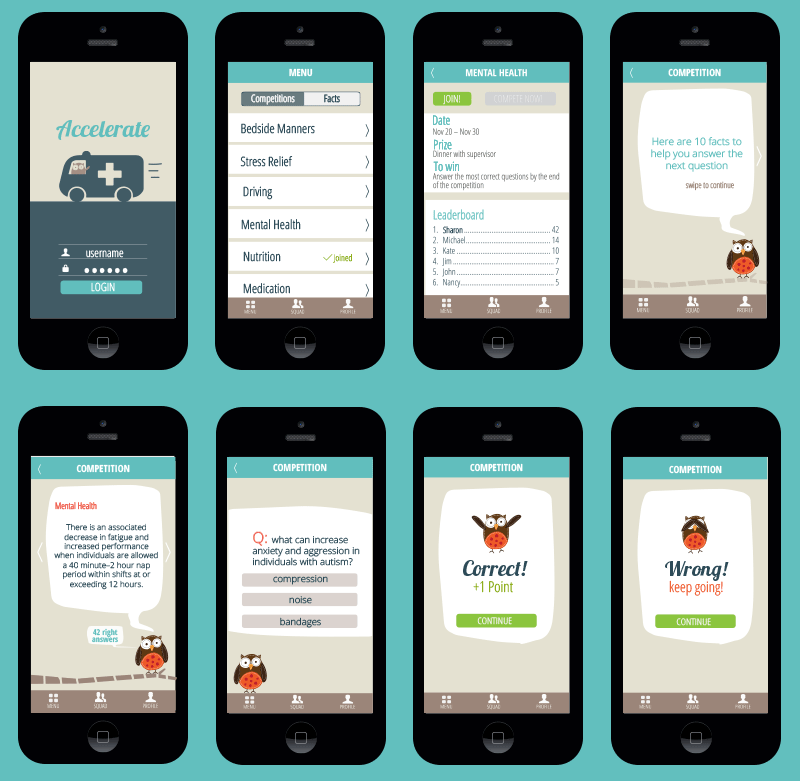 Accelerate
username
LOGIN
MENU
Competitions
Facts
Bedside Manners
Stress Relief
Driving
Mental Health
Nutrition
Joined
Medication
MENU
SQUAD
PROFILE
MENTAL HEALTH
JOIN!
COMPETE NOW!
Date
Nov 20 – Nov 30
Prize
Dinner with supervisor
To win
Answer the most correct questions by the end
of the competition
Leaderboard
1. Sharon 42
2. Michael 14
3. Kate 10
4. Jim 7
5. John 7
6. Nancy 5
MENU
SQUAD
PROFILE
COMPETITION
Here are 10 facts to
help you answer the
next question
swipe to continue
MENU
SQUAD
PROFILE
COMPETITION
Mental Health
There is an associated
decrease in fatigue and
increased performance
when individuals are allowed
a 40 minute–2 hour nap
period within shifts at or
exceeding 12 hours.
42 right
answers
MENU
SQUAD
PROFILE
COMPETITION
Q: what can increase
anxiety and aggression in
individuals with autism?
compression
noise
bandages
MENU
SQUAD
PROFILE
COMPETITION
Correct!
+1 Point
CONTINUE
MENU
SQUAD
PROFILE
COMPETITION
Wrong!
keep going!
CONTINUE
MENU
SQUAD
PROFILE